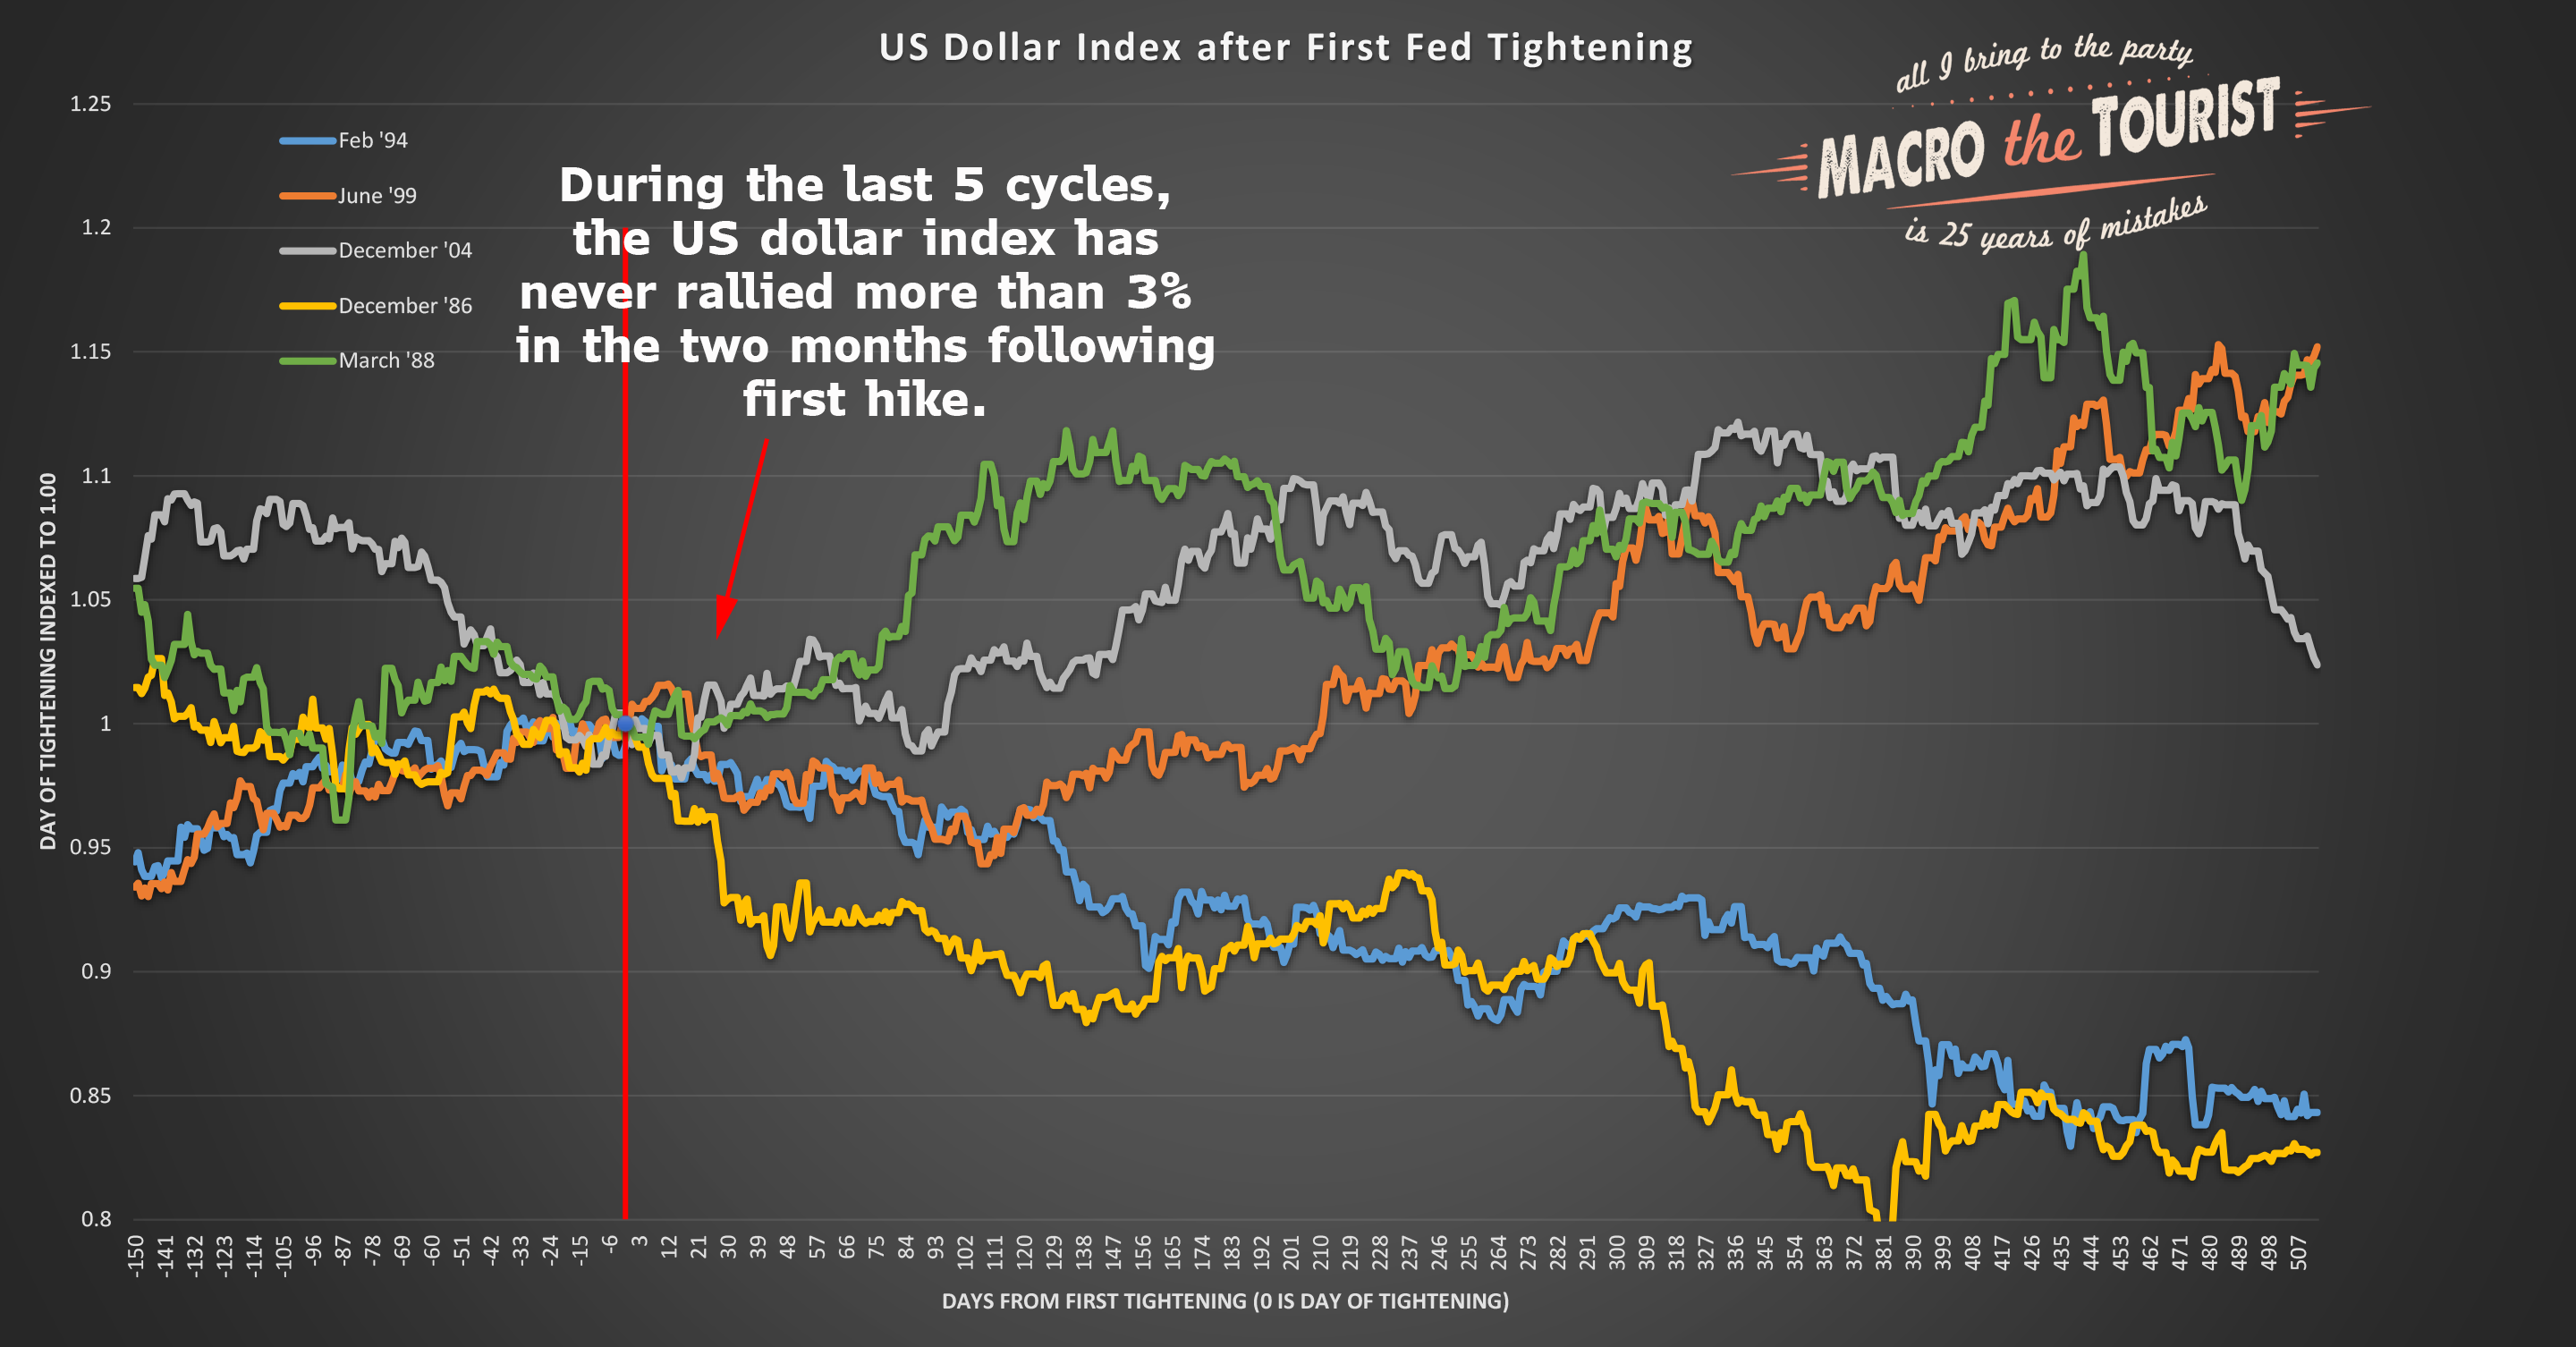 US Dollar Index after First Fed Tightening
all I bring to the party
MACRO the TOURIST
is 25 years of mistakes
1.25
1.2
1.15
1.1
1.05
1
0.95
0.9
0.85
0.8
DAY OF TIGHTENING INDEXED TO 1.00
Feb '94
June '99
December '04
December '86
March '88
During the last 5 cycles,
the US dollar index has
never rallied more than 3%
in the two months following
first hike.
-150 -141 -132 -123 -114 -105 -96 -87 -78 -69 -60 -51 -42 -33 -24 -15 -6 3 12 21 30 39 48 57 66 75 84 93 102 111 120 129 138 147 156 165 174 183 192 201 210 219 228 237 246 255 264 273 282 291 300 309 318 327 336 345 354 363 372 381 390 399 408 417 426 435 444 453 462 471 480 489 498 507
DAYS FROM FIRST TIGHTENING (0 IS DAY OF TIGHTENING)